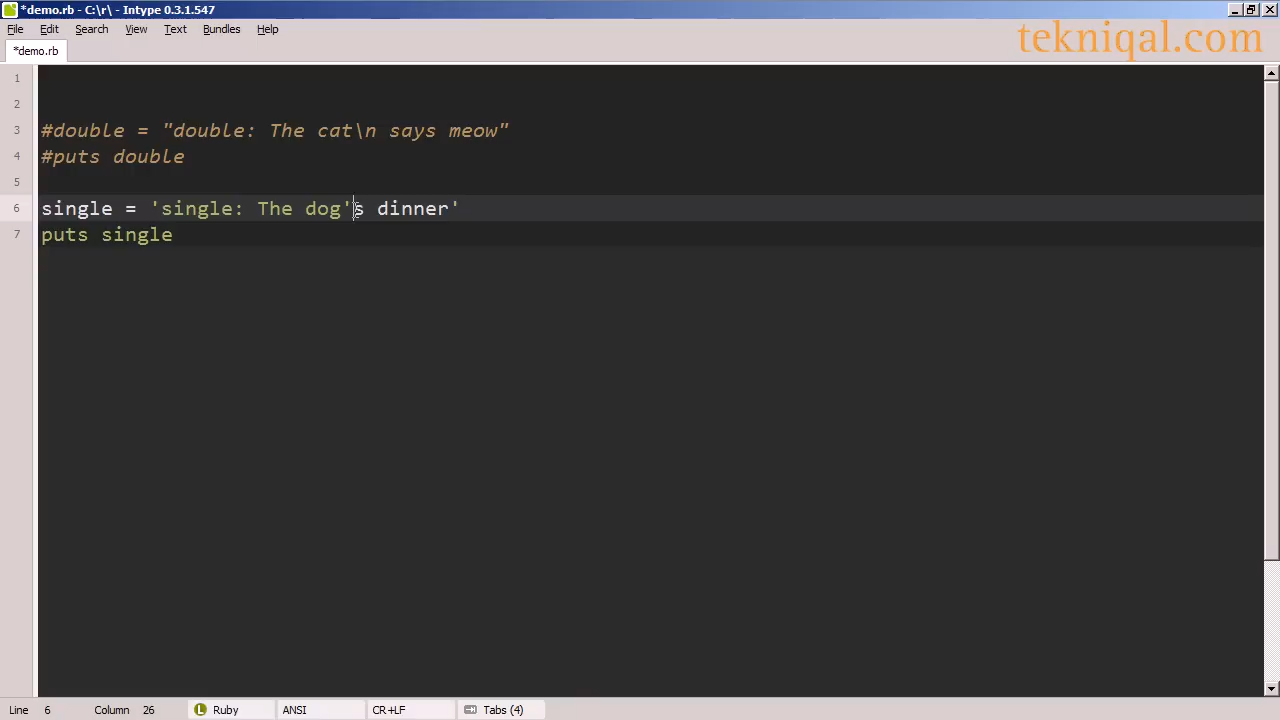 *demo.rb - C:\r\ - Intype 0.3.1.547
File Edit Search View Text Bundles Help
tekniqal.com
*demo.rb
1
2
3 #double = "double: The cat\n says meow"
4 #puts double
5
6 single = 'single: The dog's dinner'
7 puts single
Line 6 Column 26 Ruby ANSI CR+LF Tabs (4)